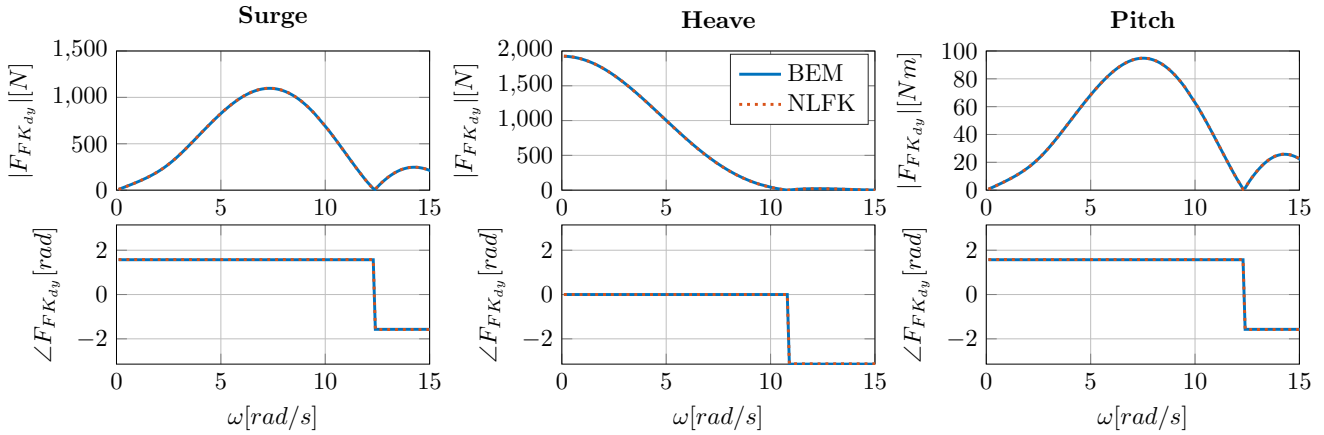 Surge
Heave
Pitch
|F_{FK_{dy}}|[N]
1,500
1,000
500
0
0 5 10 15
|F_{FK_{dy}}|[N]
2,000
1,500
1,000
500
0
0 5 10 15
BEM
NLFK
|F_{FK_{dy}}|[Nm]
100
80
60
40
20
0
0 5 10 15
∠F_{FK_{dy}}[rad]
2
0
−2
0 5 10 15
ω[rad/s]
∠F_{FK_{dy}}[rad]
2
0
−2
0 5 10 15
ω[rad/s]
∠F_{FK_{dy}}[rad]
2
0
−2
0 5 10 15
ω[rad/s]